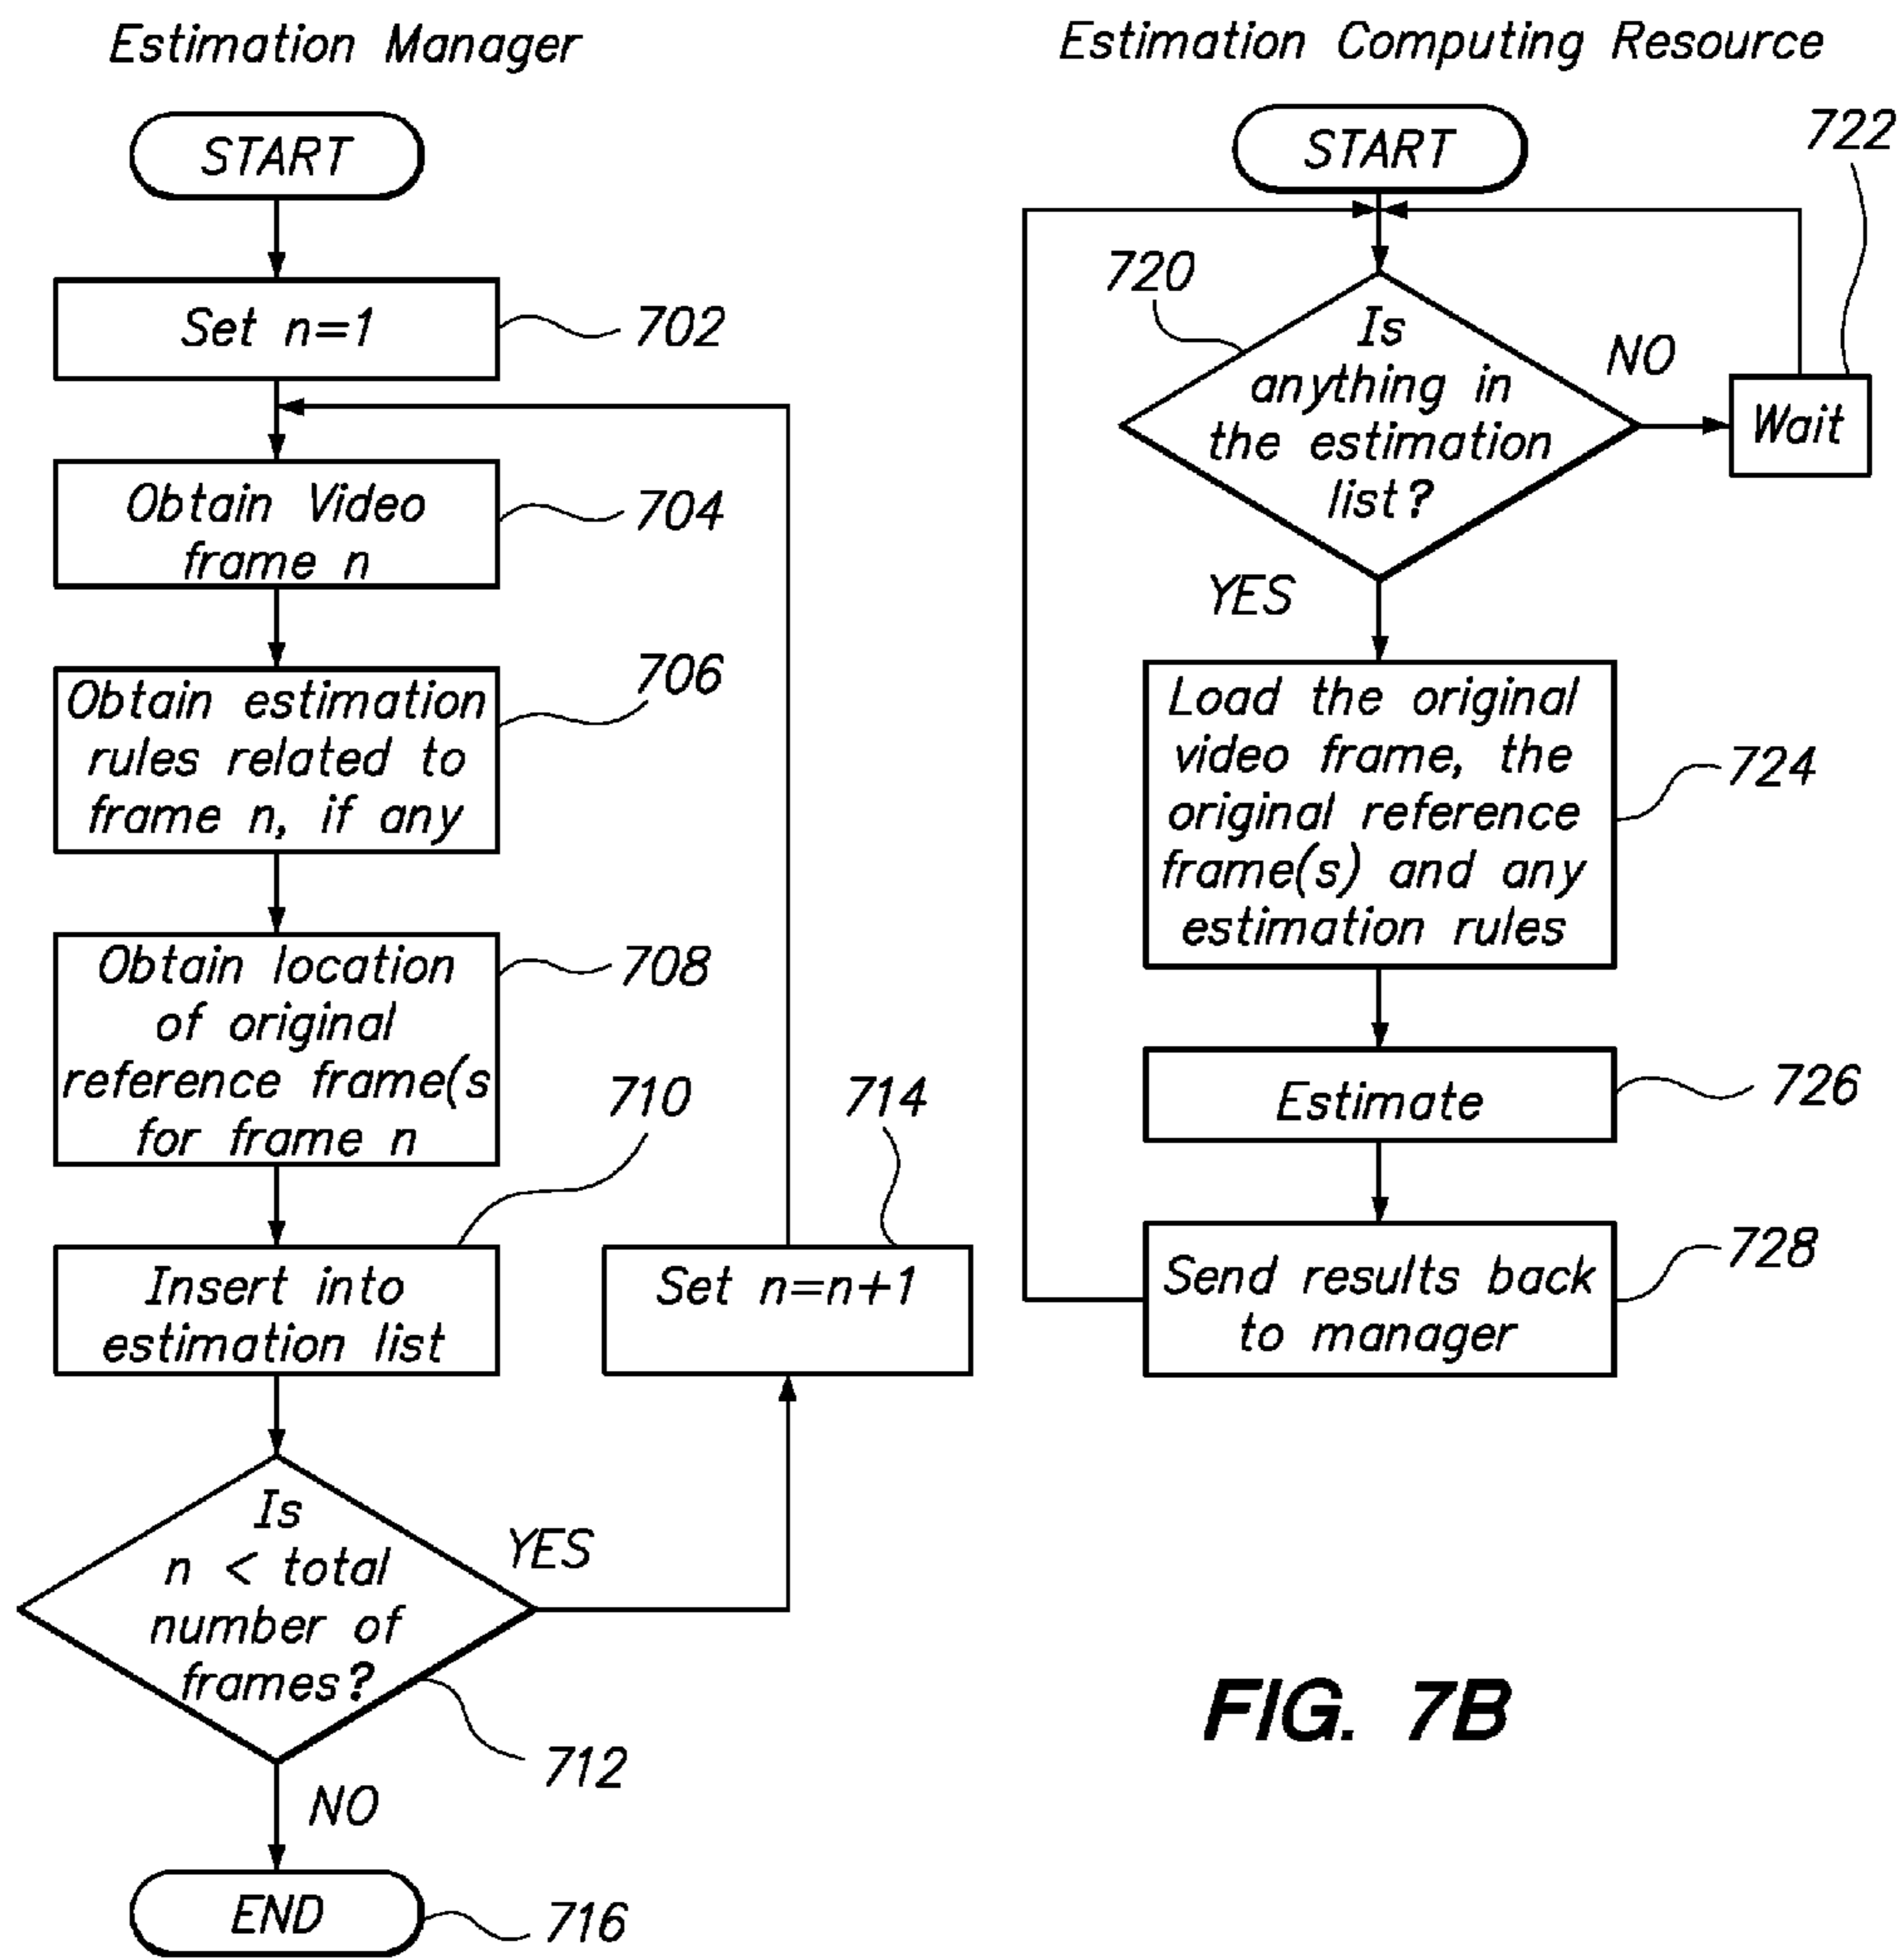 Estimation Manager
START
Set n=1
702
Obtain Video
frame n
704
Obtain estimation
rules related to
frame n, if any
706
Obtain location
of original
reference frame(s
for frame n
708
Insert into
estimation list
710
Set n=n+1
714
Is
n < total
number of
frames?
YES
712
NO
END
716
Estimation Computing Resource
START
722
720
Is
anything in
the estimation
list?
NO
Wait
YES
Load the original
video frame, the
original reference
frame(s) and any
estimation rules
724
Estimate
726
Send results back
to manager
728
FIG. 7B